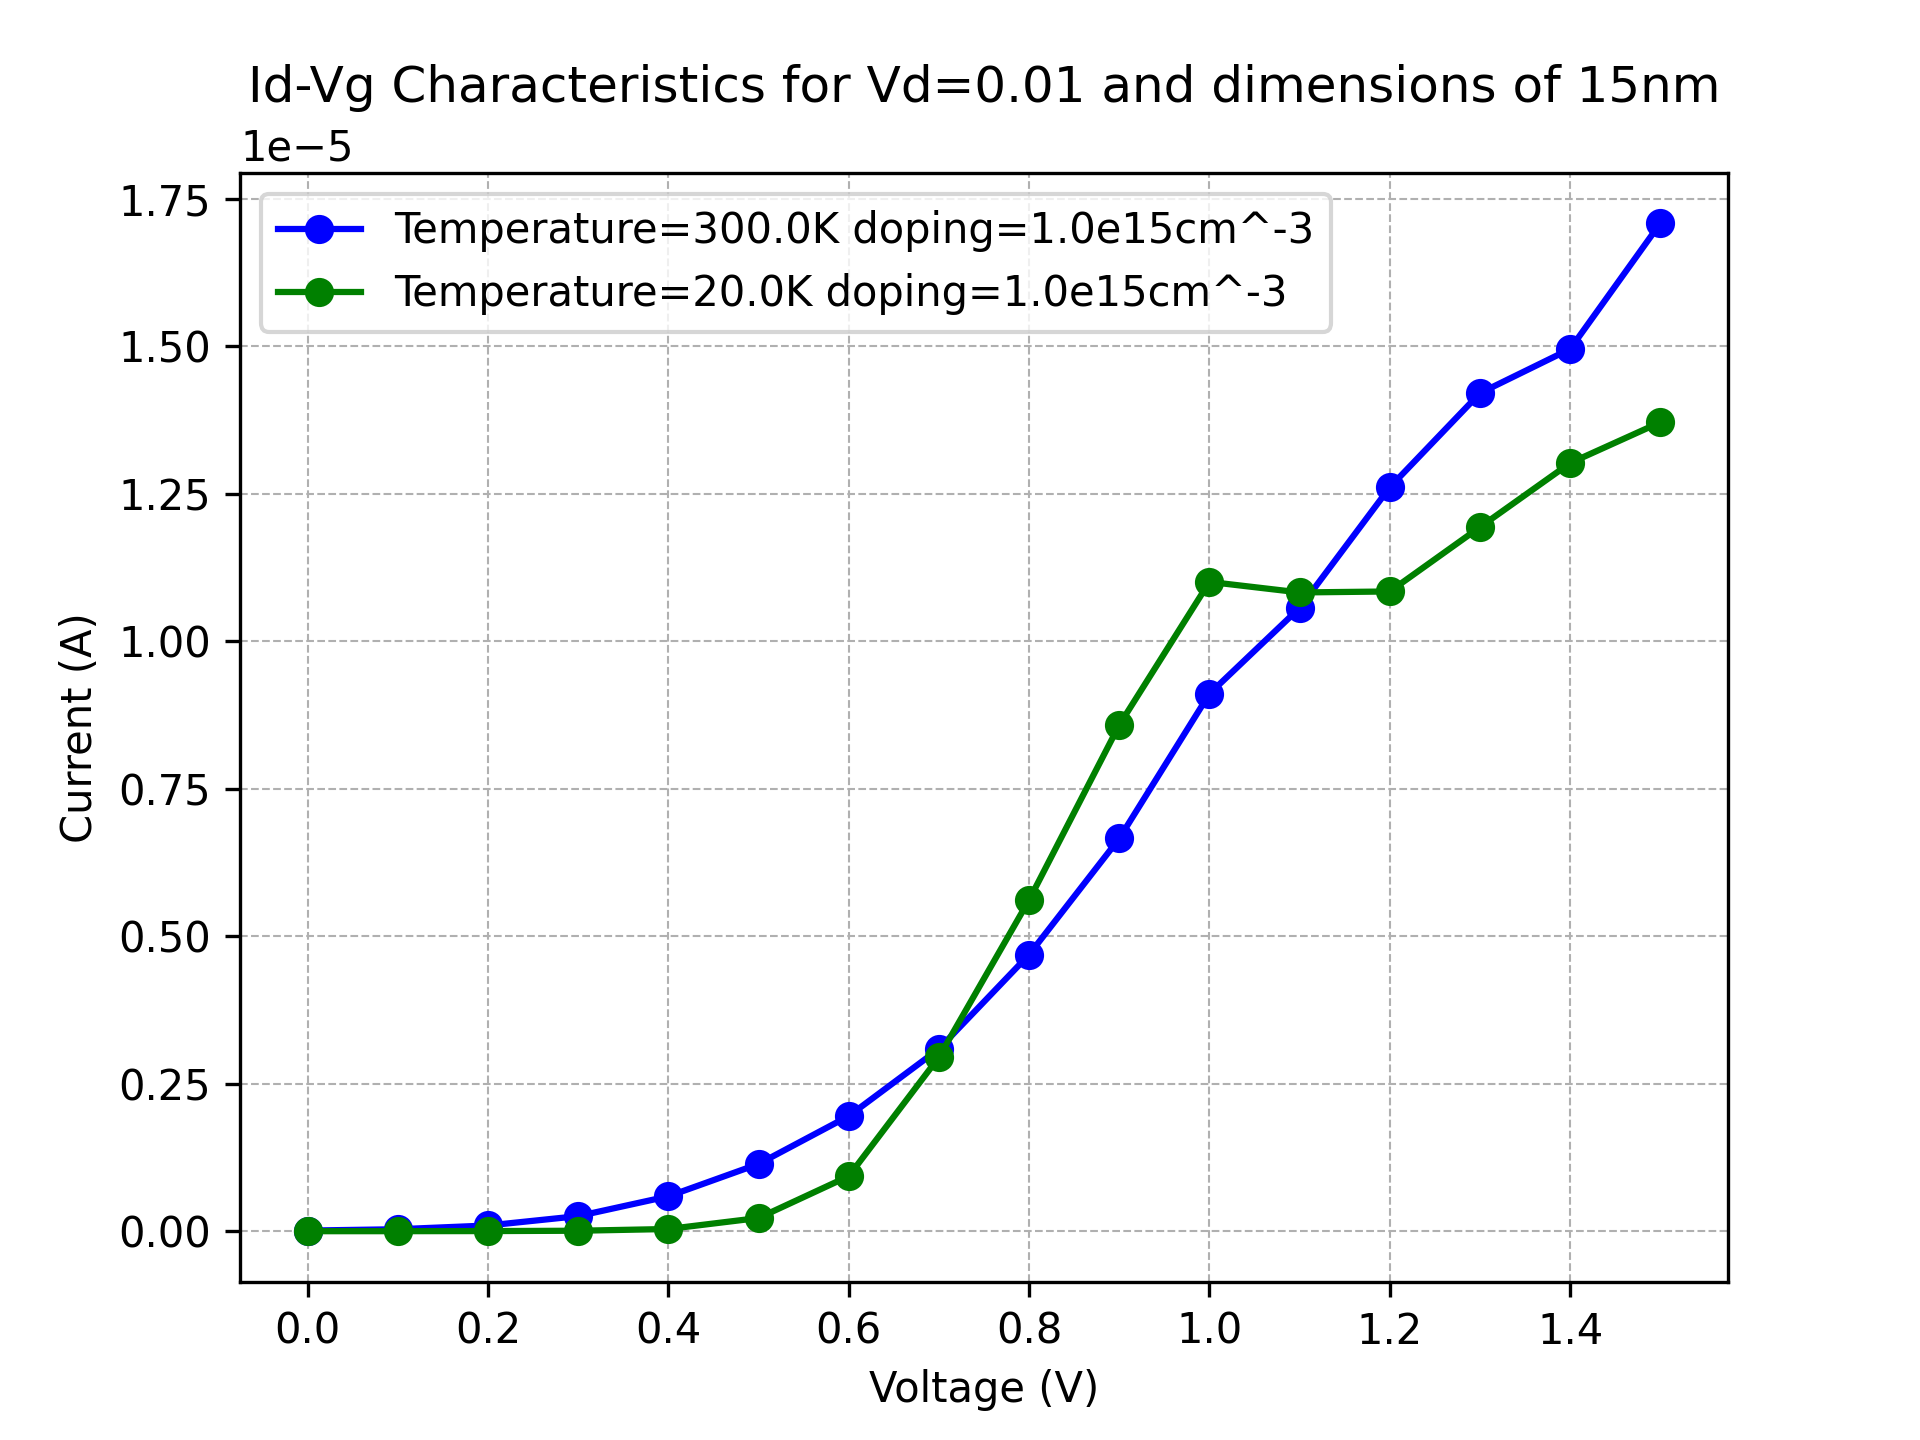 Id-Vg Characteristics for Vd=0.01 and dimensions of 15nm
1e−5
1.75
1.50
1.25
1.00
0.75
0.50
0.25
0.00
Current (A)
Temperature=300.0K doping=1.0e15cm^-3
Temperature=20.0K doping=1.0e15cm^-3
0.0 0.2 0.4 0.6 0.8 1.0 1.2 1.4
Voltage (V)